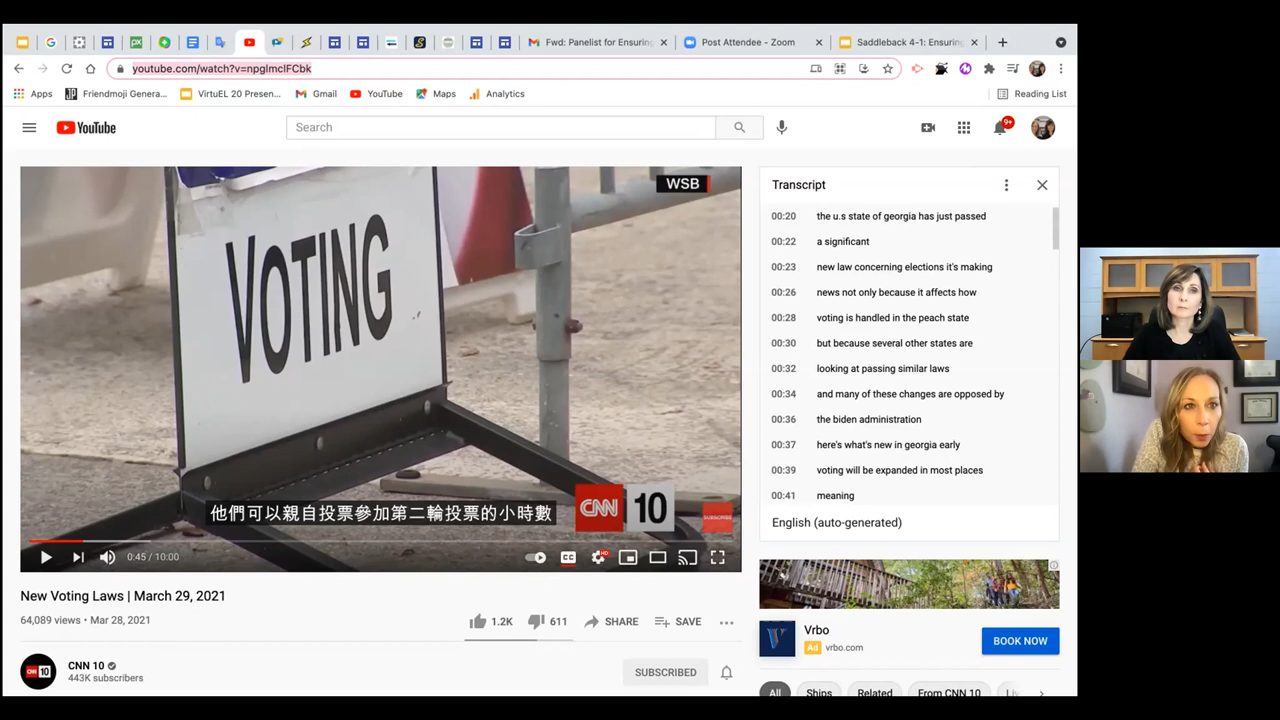 Fwd: Panelist for Ensuring
Post Attendee - Zoom
Saddleback 4-1: Ensuring
youtube.com/watch?v=npglmclFCbk
Apps
Friendmoji Genera...
VirtuEL 20 Presen...
Gmail
YouTube
Maps
Analytics
Reading List
YouTube
Search
9+
WSB
VOTING
他們可以親自投票參加第二輪投票的小時數
CNN 10
SUBSCRIBE
0:45 / 10:00
CC
HD
Transcript
00:20 the u.s state of georgia has just passed
00:22 a significant
00:23 new law concerning elections it's making
00:26 news not only because it affects how
00:28 voting is handled in the peach state
00:30 but because several other states are
00:32 looking at passing similar laws
00:34 and many of these changes are opposed by
00:36 the biden administration
00:37 here's what's new in georgia early
00:39 voting will be expanded in most places
00:41 meaning
English (auto-generated)
New Voting Laws | March 29, 2021
64,089 views • Mar 28, 2021
1.2K
611
SHARE
SAVE
CNN 10
443K subscribers
SUBSCRIBED
Vrbo
Ad vrbo.com
BOOK NOW
All
Ships
Related
From CNN 10